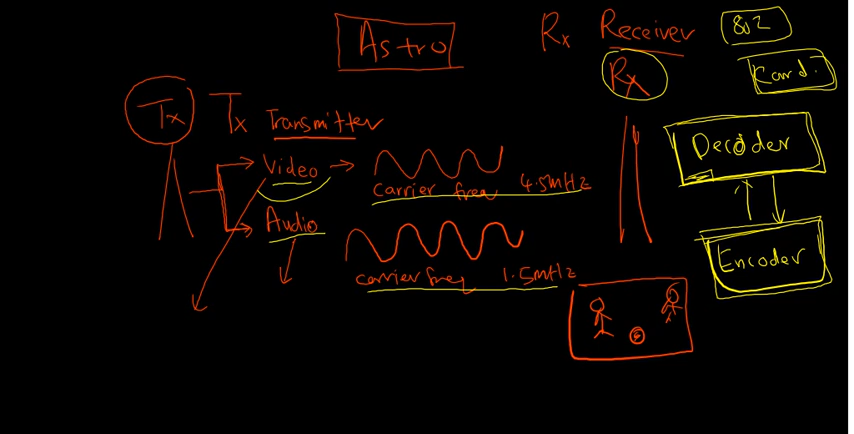 Astro
Rx Receiver
802
Rx
Kard.
Tx
Tx Transmitter
Decoder
Video
carrier freq 4.5MHz
Audio
Encoder
carrier freq 1.5MHz